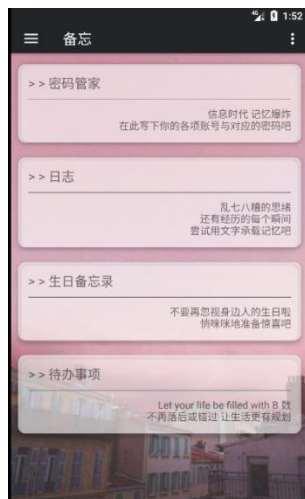 4G 1:52
备忘
>>密码管家
信息时代 记忆爆炸
在此写下你的各项账号与对应的密码吧
>>日志
乱七八糟的思绪
还有经历的每个瞬间
尝试用文字承载记忆吧
>>生日备忘录
不要再忽视身边人的生日啦
悄咪咪地准备惊喜吧
>>待办事项
Let your life be filled with B 数
不再落后或错过 让生活更有规划